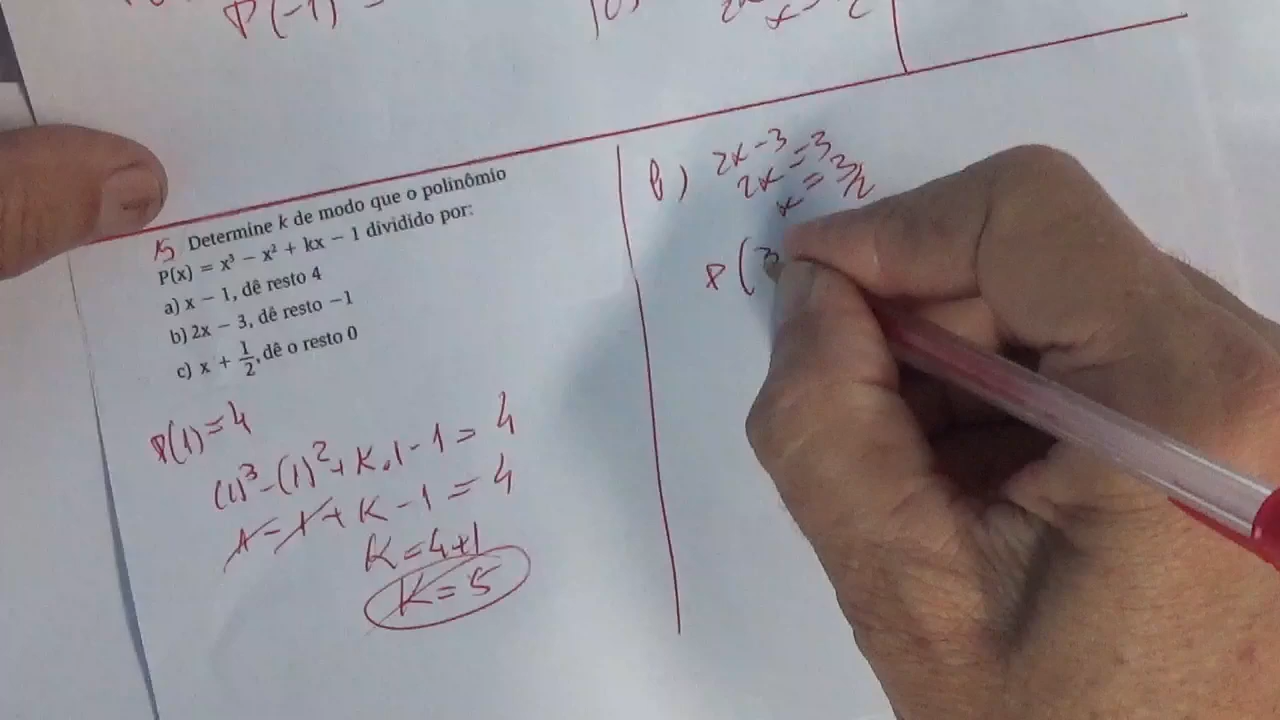 P(-1)
15 Determine k de modo que o polinômio
P(x) = x³ − x² + kx − 1 dividido por:
a) x − 1, dê resto 4
b) 2x − 3, dê resto −1
c) x + 1/2, dê o resto 0
P(1) = 4
(1)³ - (1)² + K.1 - 1 = 4
1 - 1 + K - 1 = 4
K = 4+1
K = 5
b) 2x - 3
2x = 3
x = 3/2
P(3